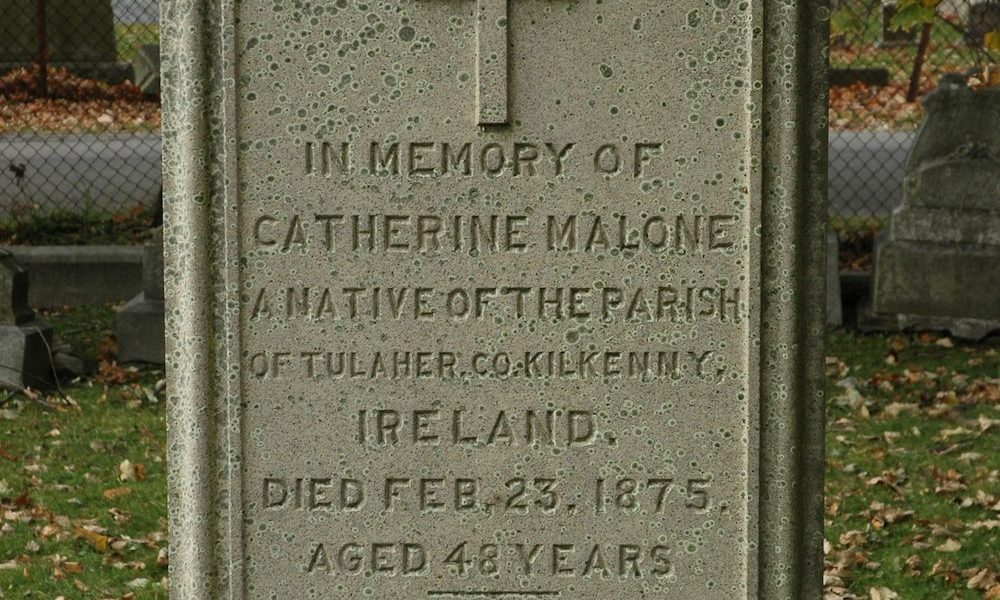 IN MEMORY OF
CATHERINE MALONE
A NATIVE OF THE PARISH
OF TULAHER. CO. KILKENNY,
IRELAND.
DIED FEB. 23, 1875.
AGED 48 YEARS